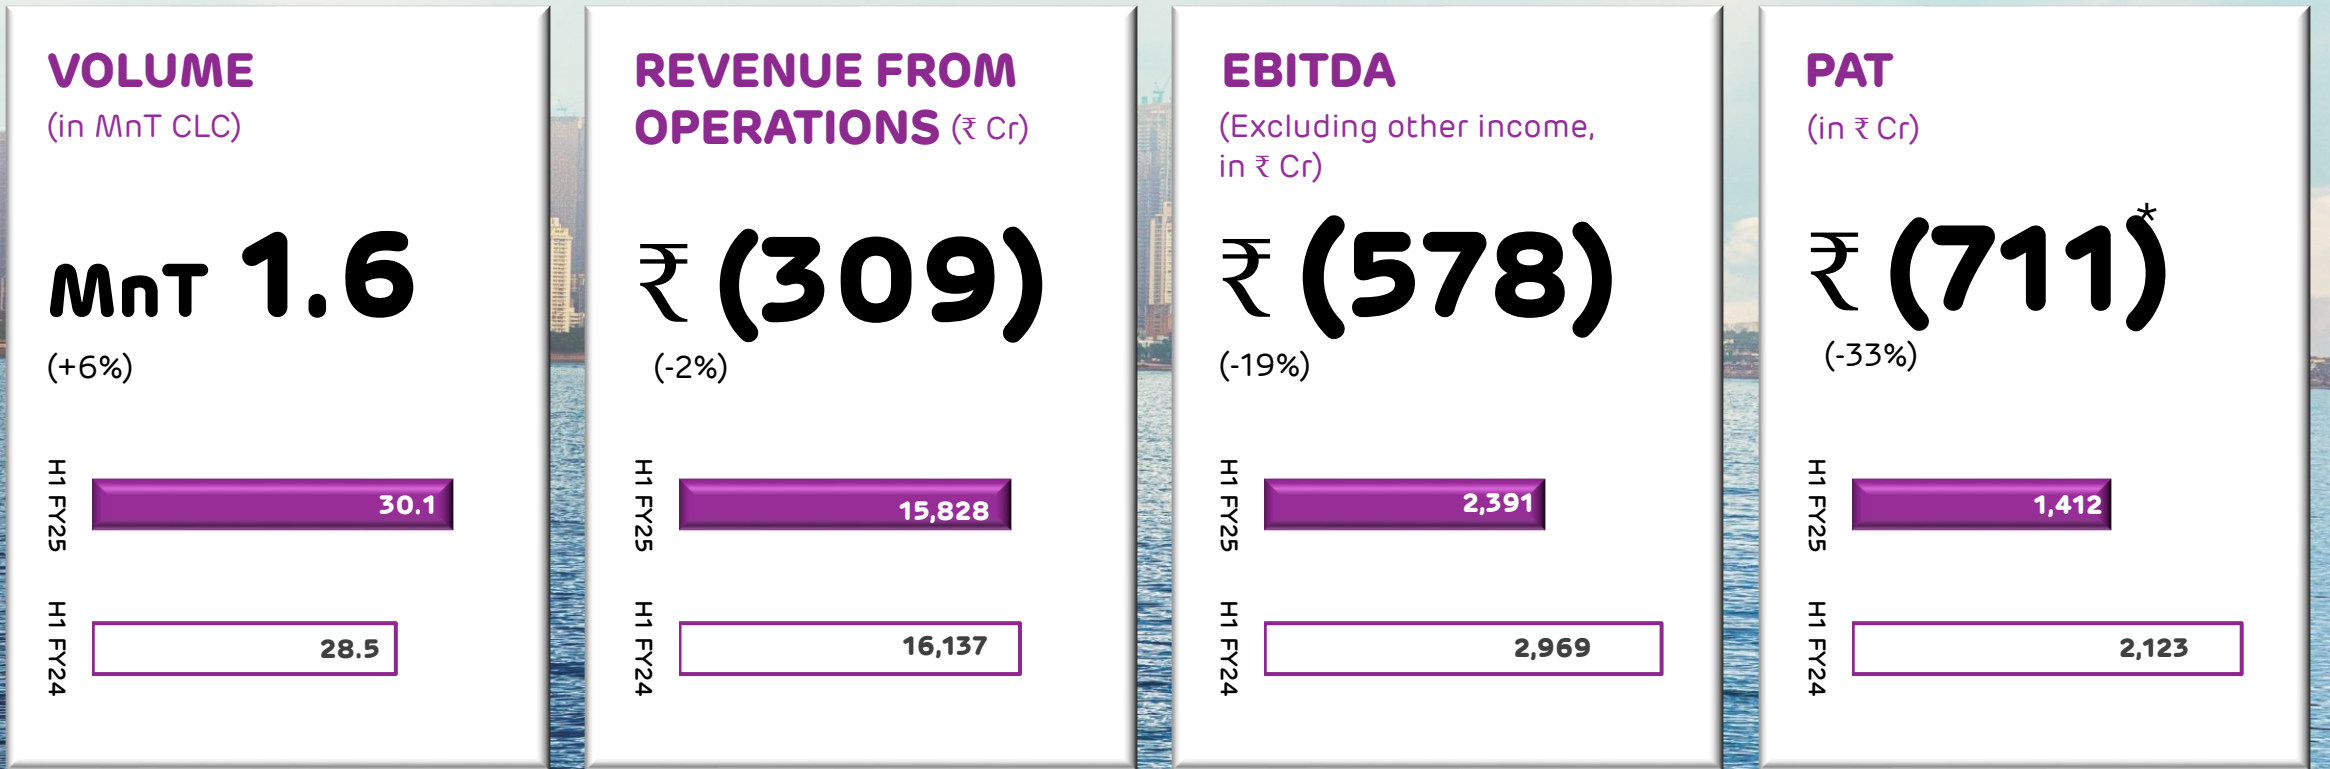 VOLUME
(in MnT CLC)
MnT 1.6
(+6%)
H1 FY25
30.1
H1 FY24
28.5
REVENUE FROM
OPERATIONS (₹ Cr)
₹ (309)
(-2%)
H1 FY25
15,828
H1 FY24
16,137
EBITDA
(Excluding other income,
in ₹ Cr)
₹ (578)
(-19%)
H1 FY25
2,391
H1 FY24
2,969
PAT
(in ₹ Cr)
₹ (711)*
(-33%)
H1 FY25
1,412
H1 FY24
2,123